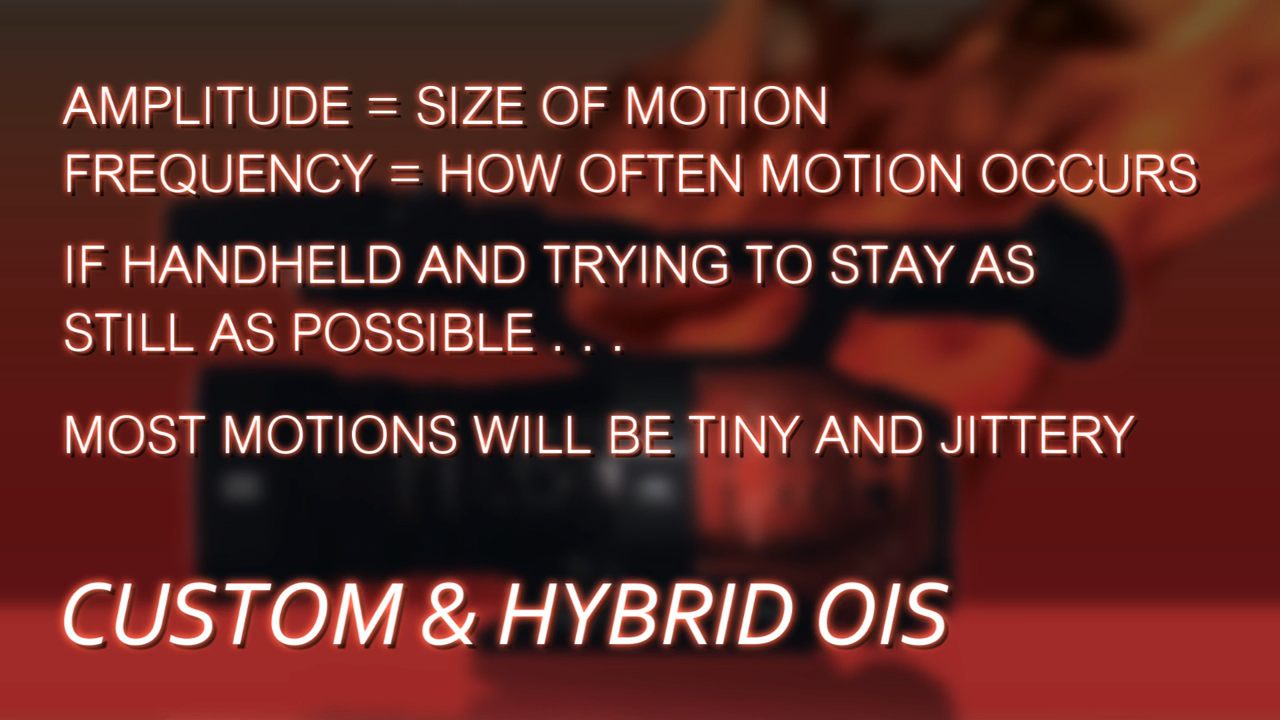 AMPLITUDE = SIZE OF MOTION
FREQUENCY = HOW OFTEN MOTION OCCURS
IF HANDHELD AND TRYING TO STAY AS
STILL AS POSSIBLE . . .
MOST MOTIONS WILL BE TINY AND JITTERY
CUSTOM & HYBRID OIS